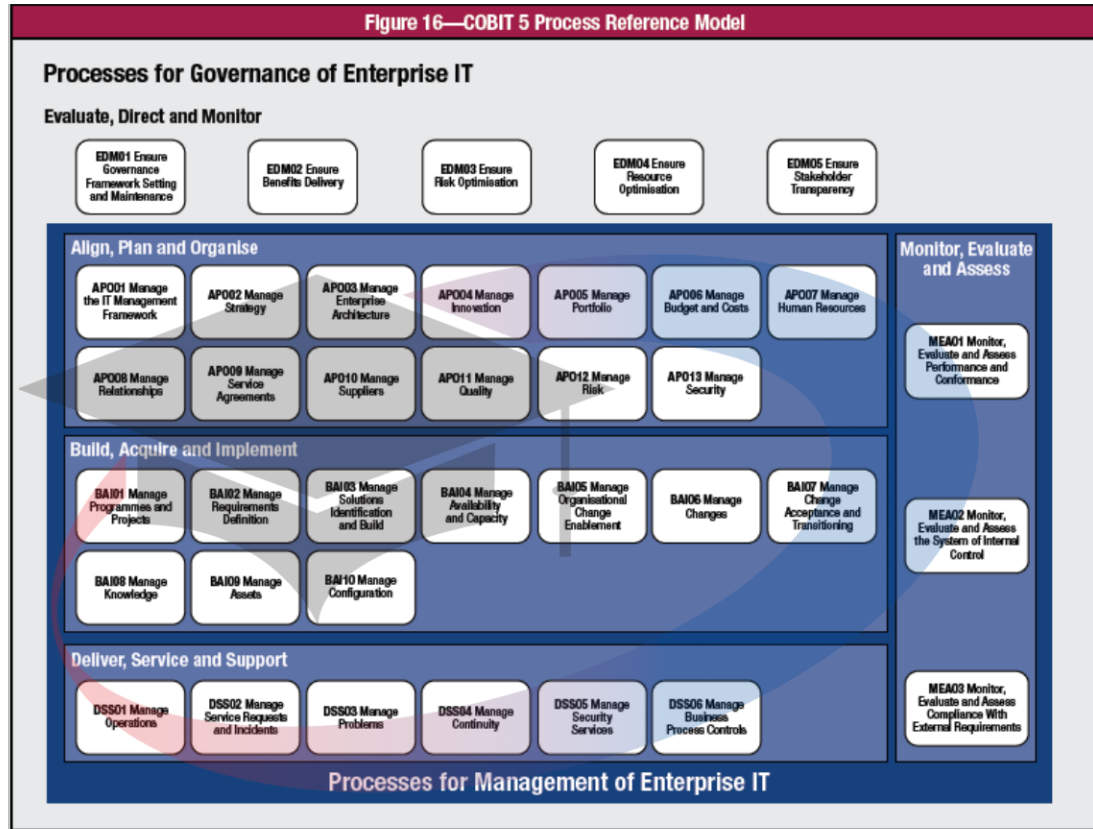 Figure 16—COBIT 5 Process Reference Model
Processes for Governance of Enterprise IT
Evaluate, Direct and Monitor
EDM01 Ensure
Governance
Framework Setting
and Maintenance
EDM02 Ensure
Benefits Delivery
EDM03 Ensure
Risk Optimisation
EDM04 Ensure
Resource
Optimisation
EDM05 Ensure
Stakeholder
Transparency
Align, Plan and Organise
APO01 Manage
the IT Management
Framework
APO02 Manage
Strategy
APO03 Manage
Enterprise
Architecture
APO04 Manage
Innovation
APO05 Manage
Portfolio
APO06 Manage
Budget and Costs
APO07 Manage
Human Resources
APO08 Manage
Relationships
APO09 Manage
Service
Agreements
APO10 Manage
Suppliers
APO11 Manage
Quality
APO12 Manage
Risk
APO13 Manage
Security
Build, Acquire and Implement
BAI01 Manage
Programmes and
Projects
BAI02 Manage
Requirements
Definition
BAI03 Manage
Solutions
Identification
and Build
BAI04 Manage
Availability
and Capacity
BAI05 Manage
Organisational
Change
Enablement
BAI06 Manage
Changes
BAI07 Manage
Change
Acceptance and
Transitioning
BAI08 Manage
Knowledge
BAI09 Manage
Assets
BAI10 Manage
Configuration
Deliver, Service and Support
DSS01 Manage
Operations
DSS02 Manage
Service Requests
and Incidents
DSS03 Manage
Problems
DSS04 Manage
Continuity
DSS05 Manage
Security
Services
DSS06 Manage
Business
Process Controls
Monitor, Evaluate
and Assess
MEA01 Monitor,
Evaluate and Assess
Performance and
Conformance
MEA02 Monitor,
Evaluate and Assess
the System of Internal
Control
MEA03 Monitor,
Evaluate and Assess
Compliance With
External Requirements
Processes for Management of Enterprise IT